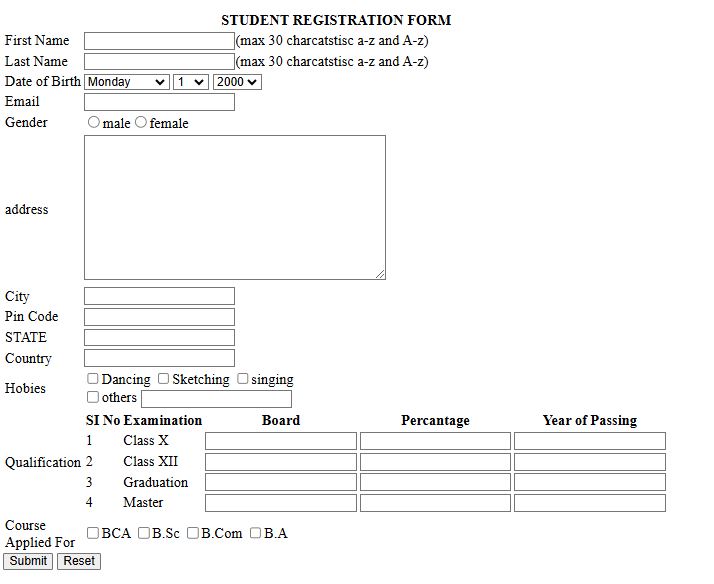 STUDENT REGISTRATION FORM
First Name (max 30 charcatstisc a-z and A-z)
Last Name (max 30 charcatstisc a-z and A-z)
Date of Birth Monday 1 2000
Email
Gender male female
address
City
Pin Code
STATE
Country
Hobies
Dancing Sketching singing
others
SI No Examination Board Percantage Year of Passing
1 Class X
Qualification 2 Class XII
3 Graduation
4 Master
Course
Applied For
BCA B.Sc B.Com B.A
Submit Reset